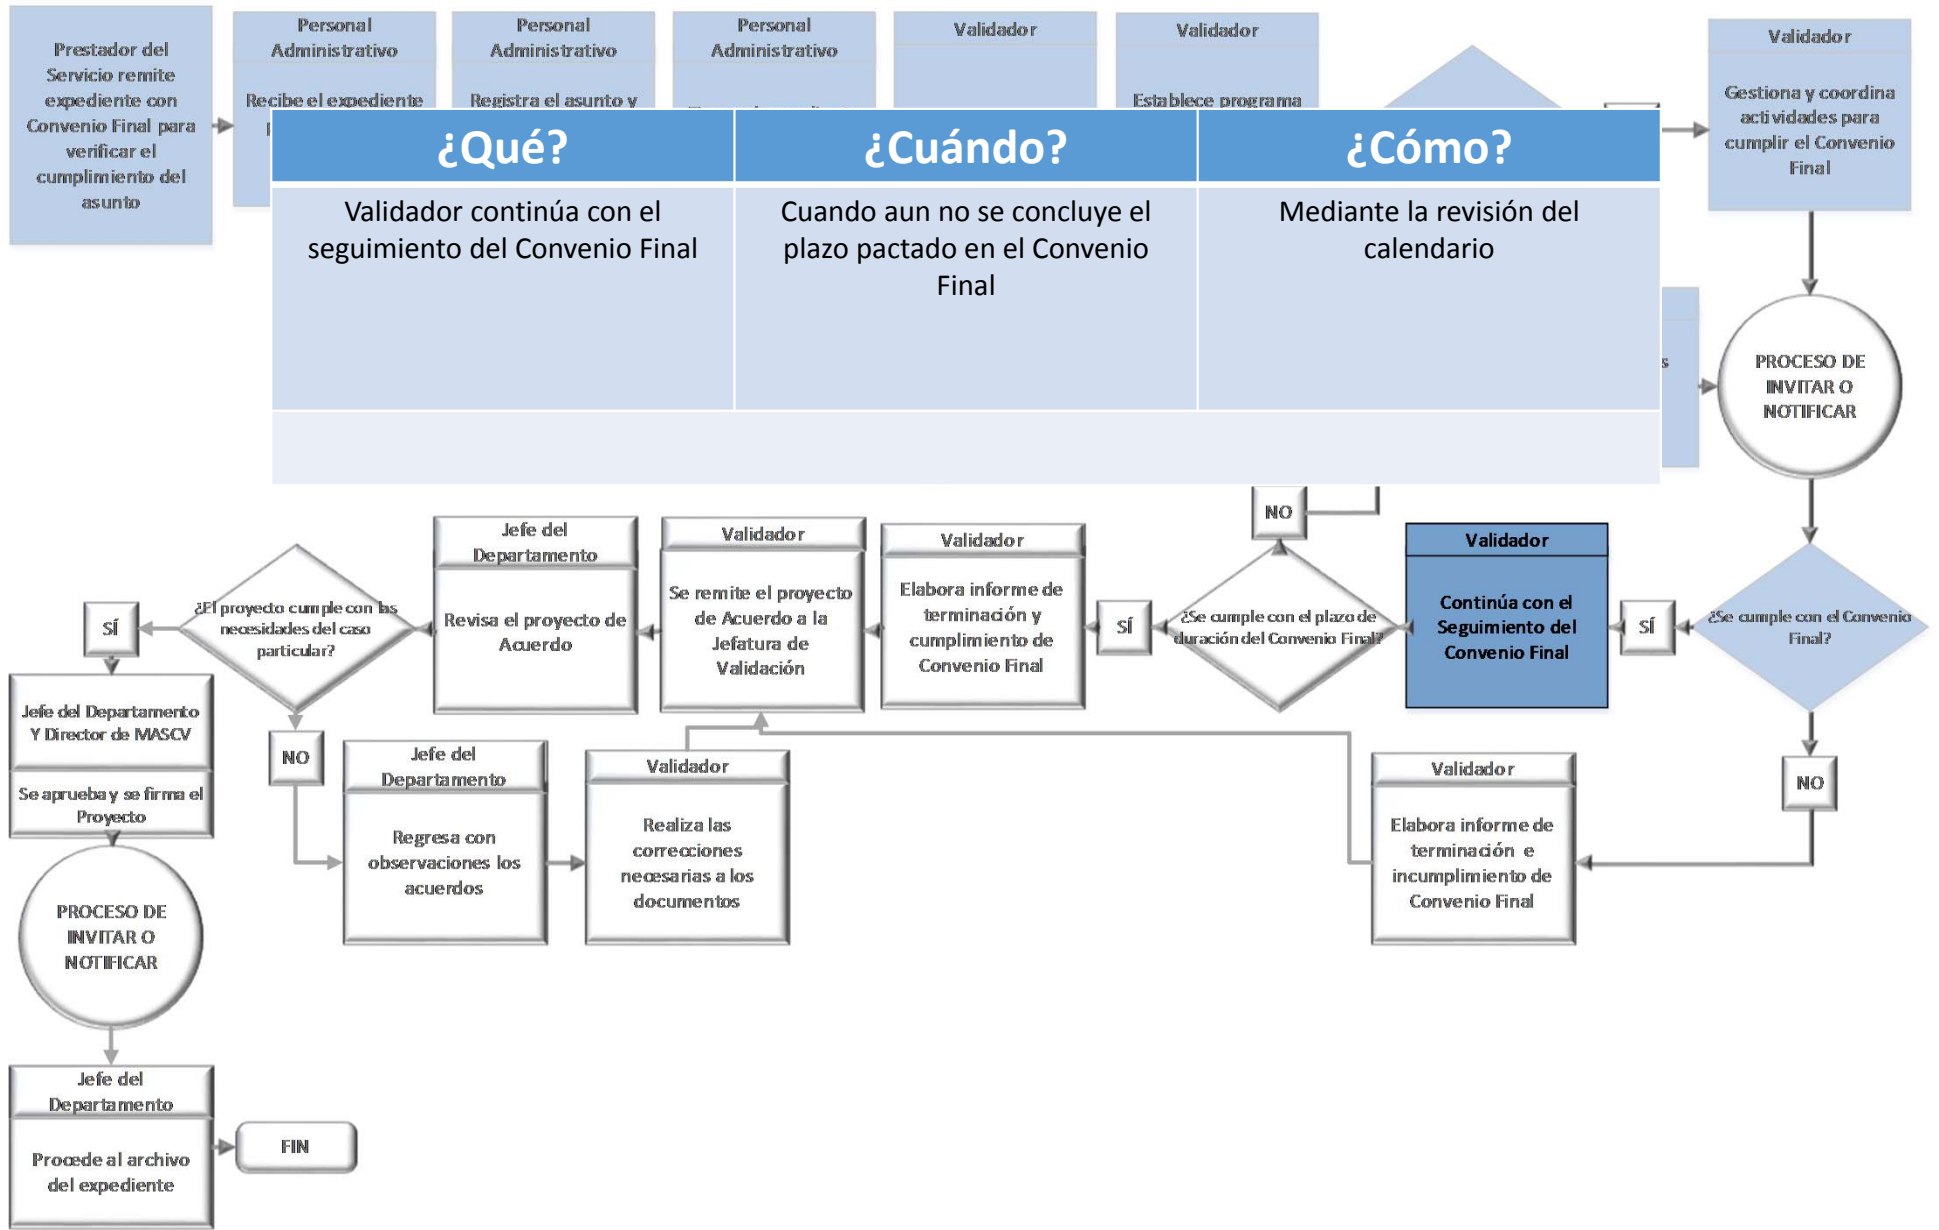 Prestador del
Servicio remite
expediente con
Convenio Final para
verificar el
cumplimiento del
asunto
Personal
Administrativo
Recibe el expediente
Personal
Administrativo
Registra el asunto y
Personal
Administrativo
Validador
Validador
Establece programa
Validador
Gestiona y coordina
actividades para
cumplir el Convenio
Final
¿Qué?
¿Cuándo?
¿Cómo?
Validador continúa con el
seguimiento del Convenio Final
Cuando aun no se concluye el
plazo pactado en el Convenio
Final
Mediante la revisión del
calendario
s
PROCESO DE
INVITAR O
NOTIFICAR
¿Se cumple con el Convenio
Final?
SÍ
Validador
Continúa con el
Seguimiento del
Convenio Final
¿Se cumple con el plazo de
duración del Convenio Final?
NO
SÍ
Validador
Elabora informe de
terminación y
cumplimiento de
Convenio Final
Validador
Se remite el proyecto
de Acuerdo a la
Jefatura de
Validación
Jefe del
Departamento
Revisa el proyecto de
Acuerdo
¿El proyecto cumple con las
necesidades del caso
particular?
SÍ
Jefe del Departamento
Y Director de MASCV
Se aprueba y se firma el
Proyecto
NO
Jefe del
Departamento
Regresa con
observaciones los
acuerdos
Validador
Realiza las
correcciones
necesarias a los
documentos
Validador
Elabora informe de
terminación e
incumplimiento de
Convenio Final
NO
PROCESO DE
INVITAR O
NOTIFICAR
Jefe del
Departamento
Procede al archivo
del expediente
FIN